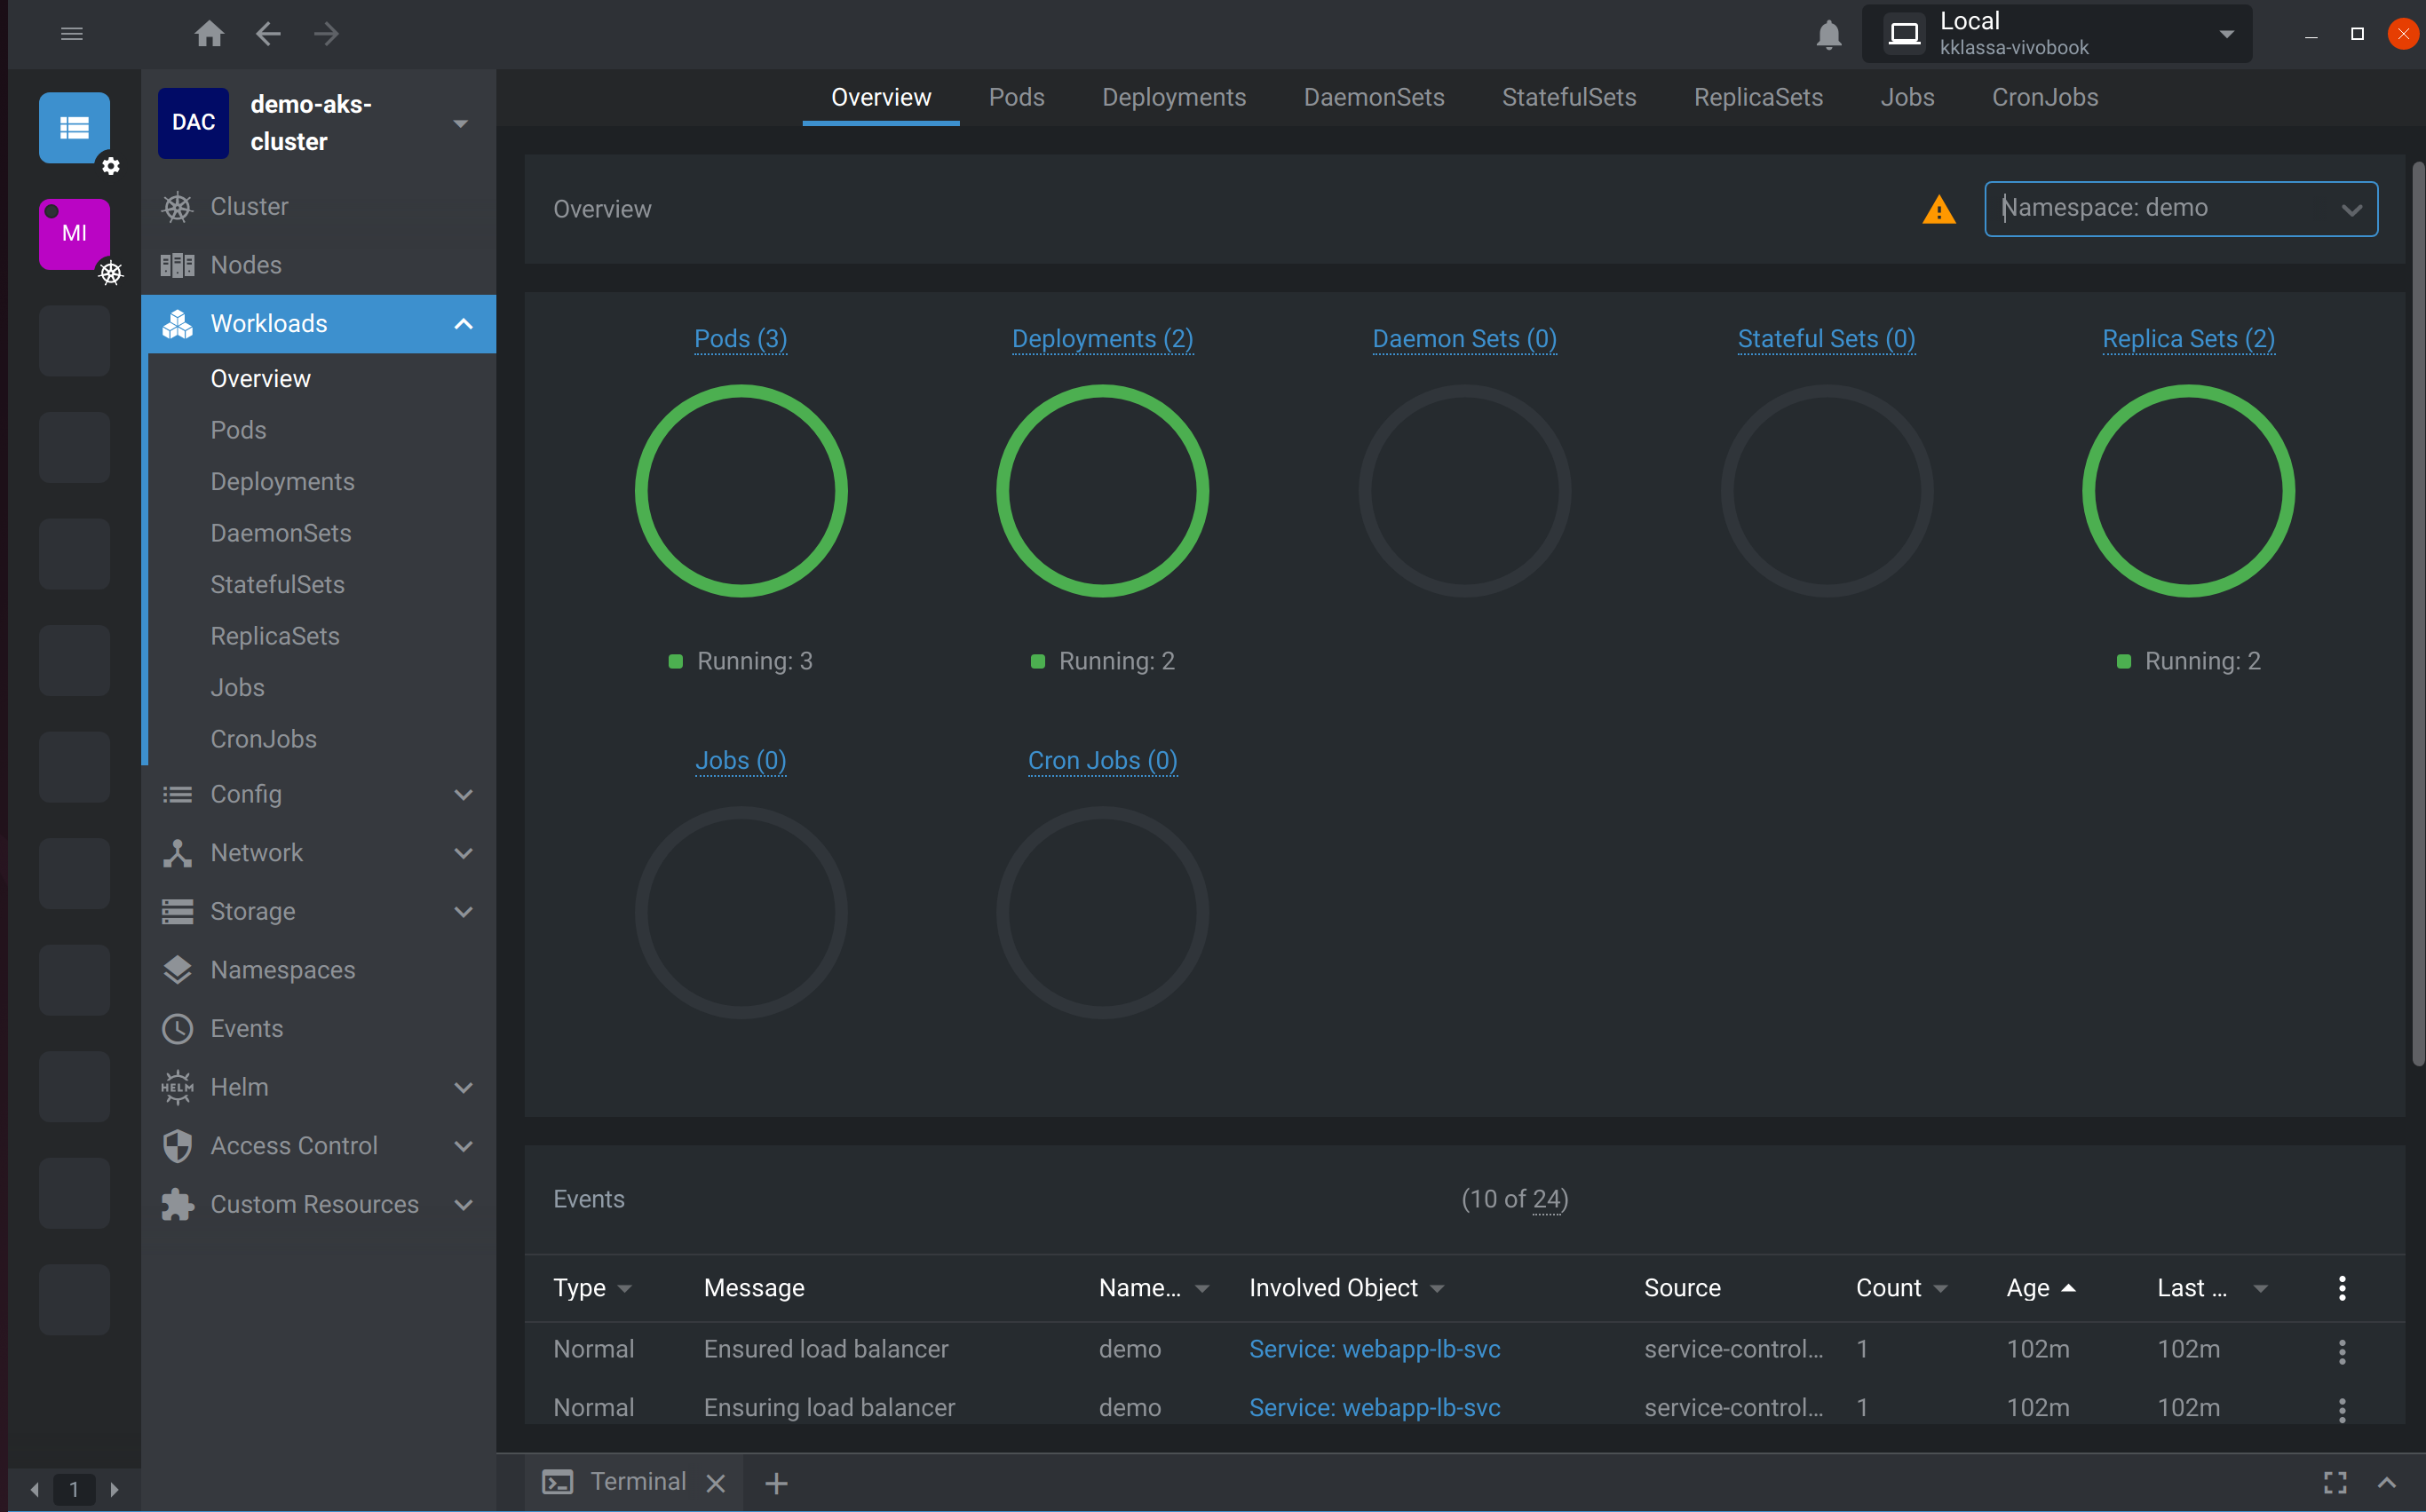 Local
kklassa-vivobook
DAC
demo-aks-
cluster
MI
Cluster
Nodes
Workloads
Overview
Pods
Deployments
DaemonSets
StatefulSets
ReplicaSets
Jobs
CronJobs
Config
Network
Storage
Namespaces
Events
HELM
Helm
Access Control
Custom Resources
1
Overview Pods Deployments DaemonSets StatefulSets ReplicaSets Jobs CronJobs
Overview
Namespace: demo
Pods (3) Deployments (2) Daemon Sets (0) Stateful Sets (0) Replica Sets (2)
Running: 3 Running: 2 Running: 2
Jobs (0) Cron Jobs (0)
Events (10 of 24)
Type Message Name... Involved Object Source Count Age Last ...
Normal Ensured load balancer demo Service: webapp-lb-svc service-control... 1 102m 102m
Normal Ensuring load balancer demo Service: webapp-lb-svc service-control... 1 102m 102m
Terminal